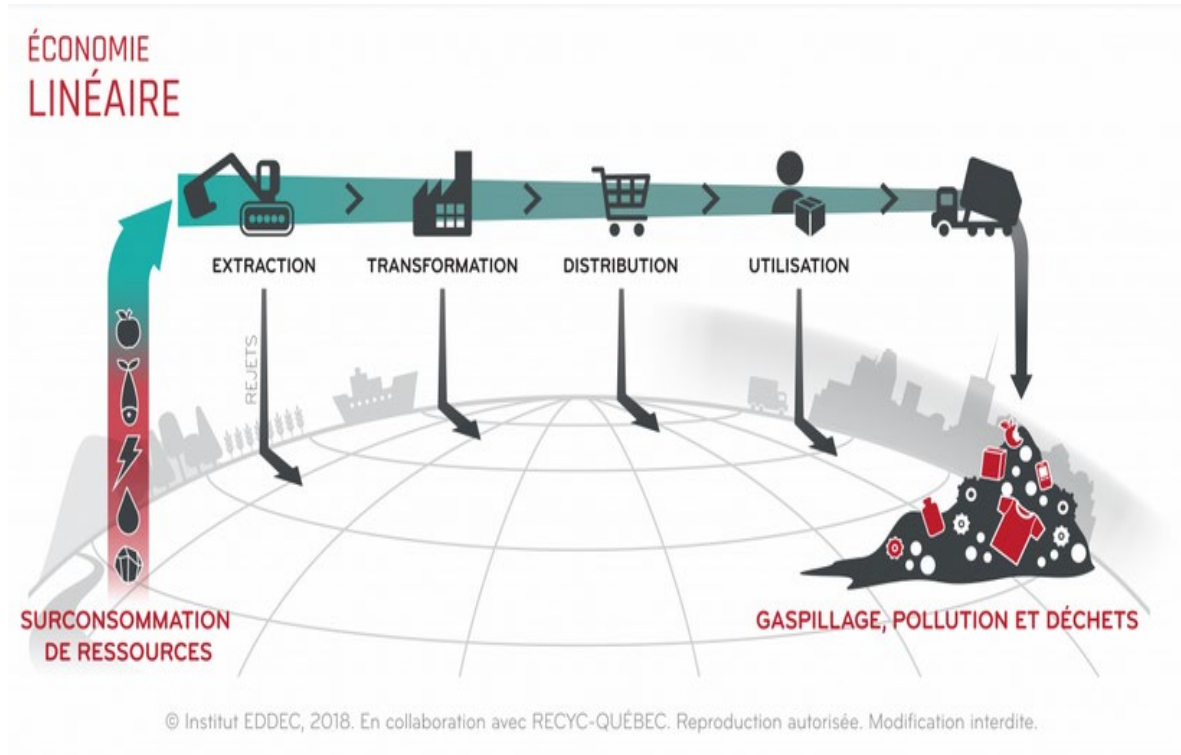 ÉCONOMIE
LINÉAIRE
EXTRACTION
TRANSFORMATION
DISTRIBUTION
UTILISATION
REJETS
SURCONSOMMATION
DE RESSOURCES
GASPILLAGE, POLLUTION ET DÉCHETS
© Institut EDDEC, 2018. En collaboration avec RECYC-QUÉBEC. Reproduction autorisée. Modification interdite.